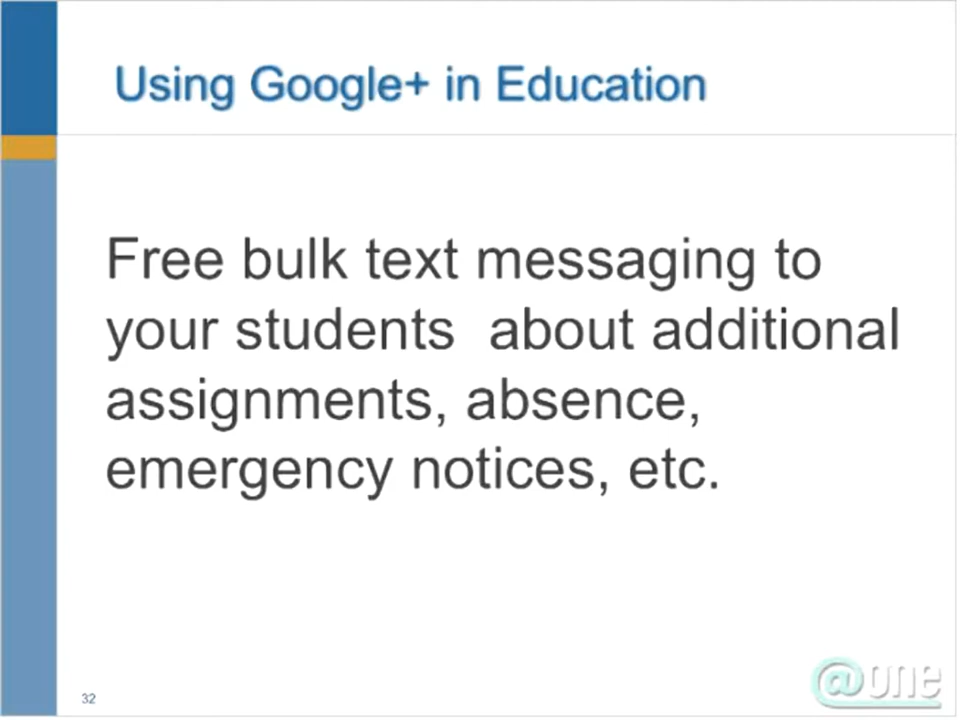 Using Google+ in Education
Free bulk text messaging to
your students  about additional
assignments, absence,
emergency notices, etc.
32
@one